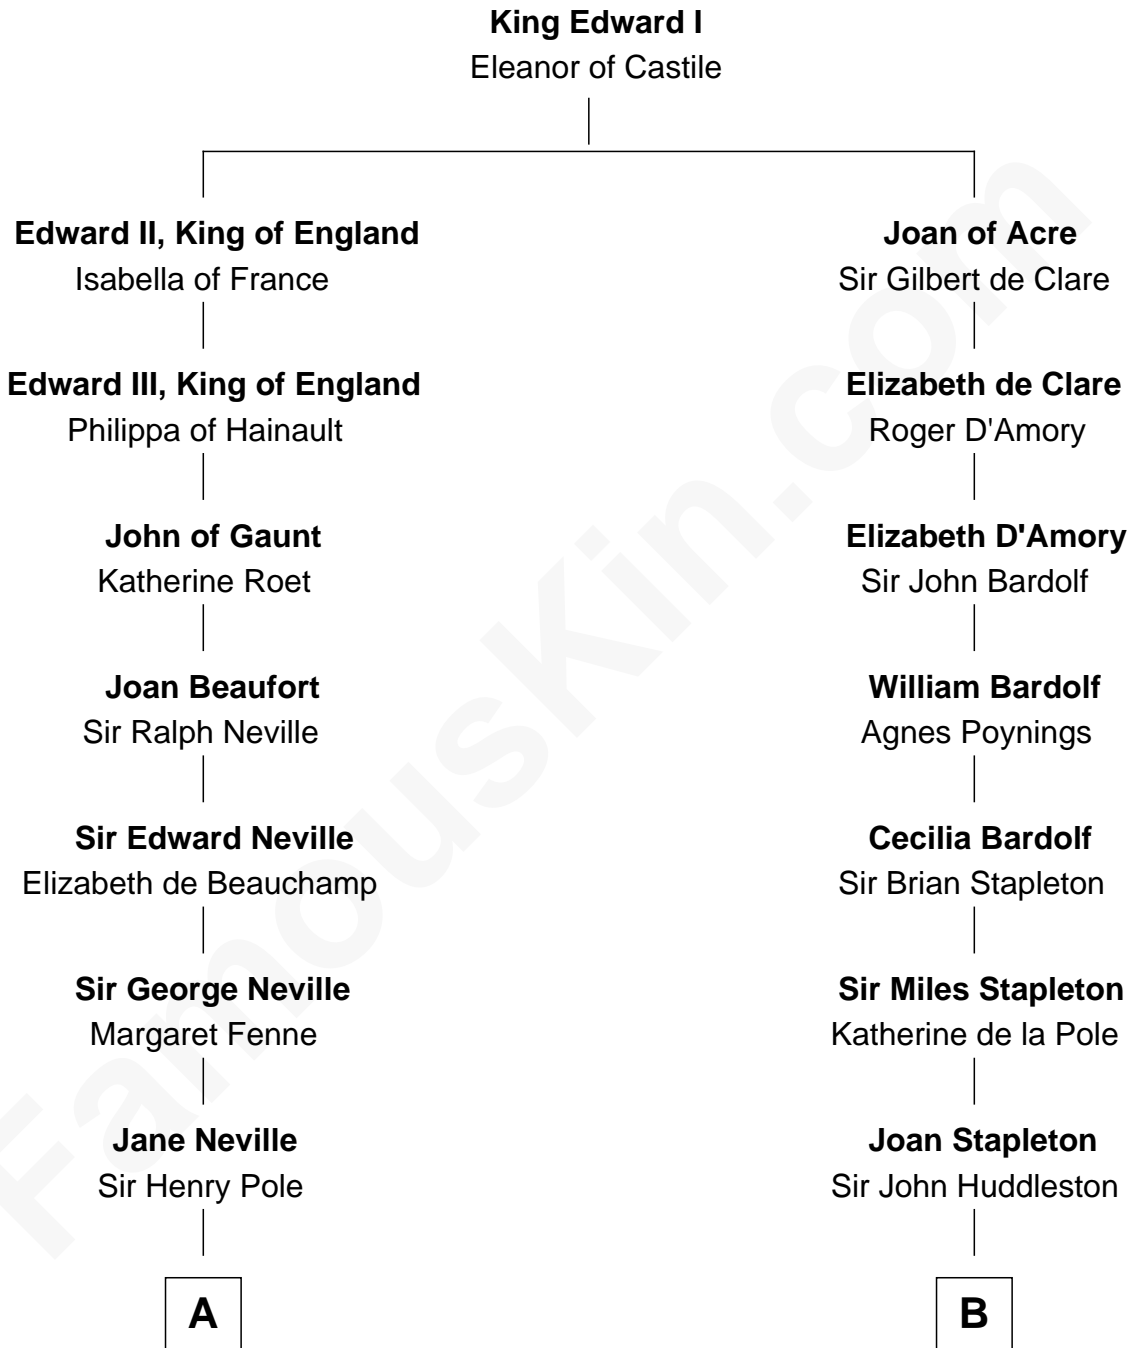 King Edward I
Eleanor of Castile
Edward II, King of England
Isabella of France
Edward III, King of England
Philippa of Hainault
John of Gaunt
Katherine Roet
Joan Beaufort
Sir Ralph Neville
Sir Edward Neville
Elizabeth de Beauchamp
Sir George Neville
Margaret Fenne
Jane Neville
Sir Henry Pole
A
Joan of Acre
Sir Gilbert de Clare
Elizabeth de Clare
Roger D'Amory
Elizabeth D'Amory
Sir John Bardolf
William Bardolf
Agnes Poynings
Cecilia Bardolf
Sir Brian Stapleton
Sir Miles Stapleton
Katherine de la Pole
Joan Stapleton
Sir John Huddleston
B
FamousKin.com